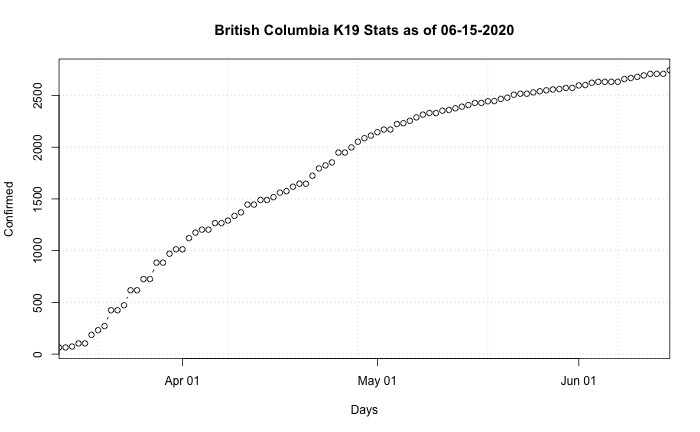 British Columbia K19 Stats as of 06-15-2020
Confirmed
2500
2000
1500
1000
500
0
Apr 01
May 01
Jun 01
Days